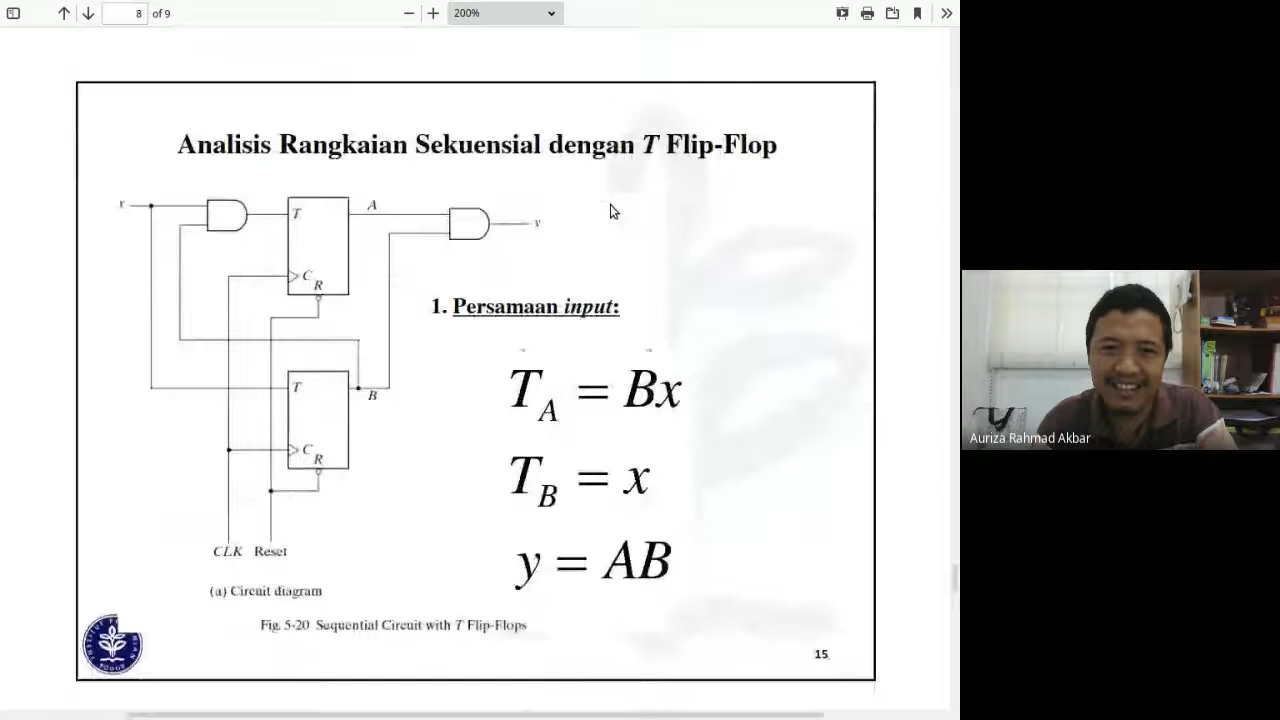 8 of 9
200%
Analisis Rangkaian Sekuensial dengan T Flip-Flop
x
T
A
y
C
R
1. Persamaan input:
T_A = Bx
T
B
T_B = x
C
R
y = AB
CLK Reset
(a) Circuit diagram
Fig. 5-20 Sequential Circuit with T Flip-Flops
15
Auriza Rahmad Akbar